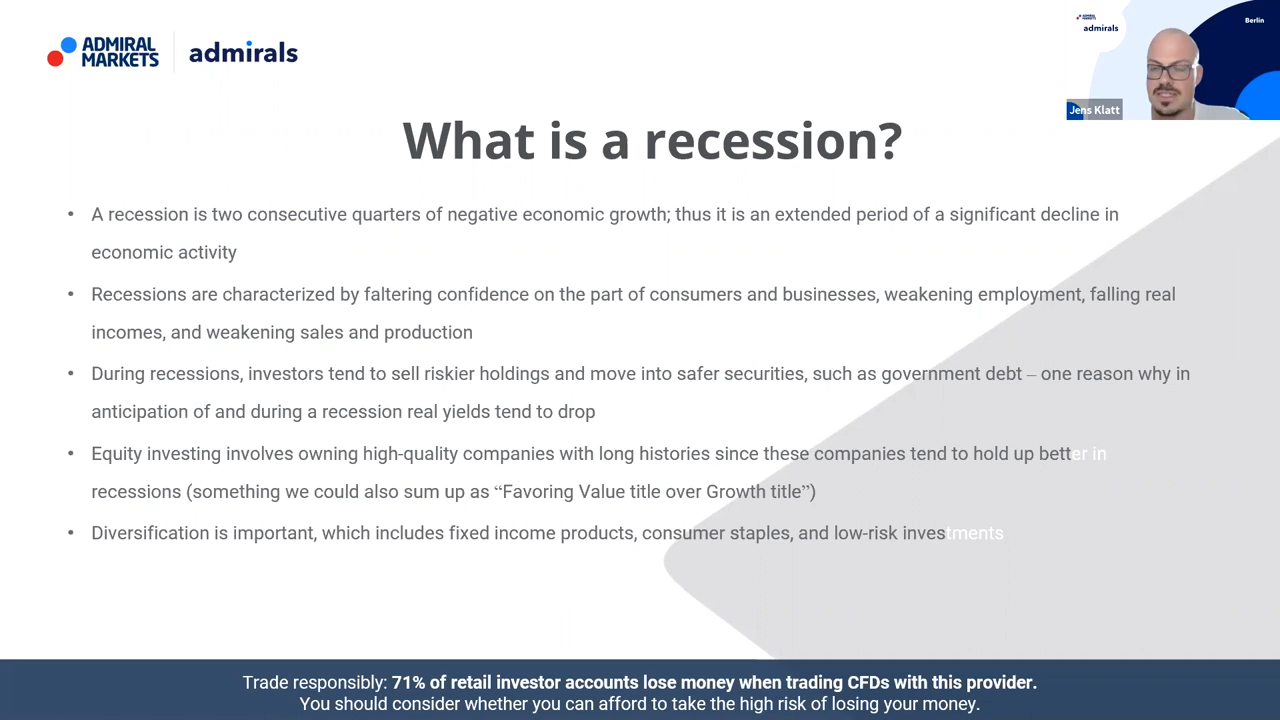 ADMIRAL
MARKETS
admirals
ADMIRAL
MARKETS
admirals
Berlin
Jens Klatt
What is a recession?
• A recession is two consecutive quarters of negative economic growth; thus it is an extended period of a significant decline in
economic activity
• Recessions are characterized by faltering confidence on the part of consumers and businesses, weakening employment, falling real
incomes, and weakening sales and production
• During recessions, investors tend to sell riskier holdings and move into safer securities, such as government debt – one reason why in
anticipation of and during a recession real yields tend to drop
• Equity investing involves owning high-quality companies with long histories since these companies tend to hold up better in
recessions (something we could also sum up as “Favoring Value title over Growth title”)
• Diversification is important, which includes fixed income products, consumer staples, and low-risk investments
Trade responsibly: 71% of retail investor accounts lose money when trading CFDs with this provider.
You should consider whether you can afford to take the high risk of losing your money.